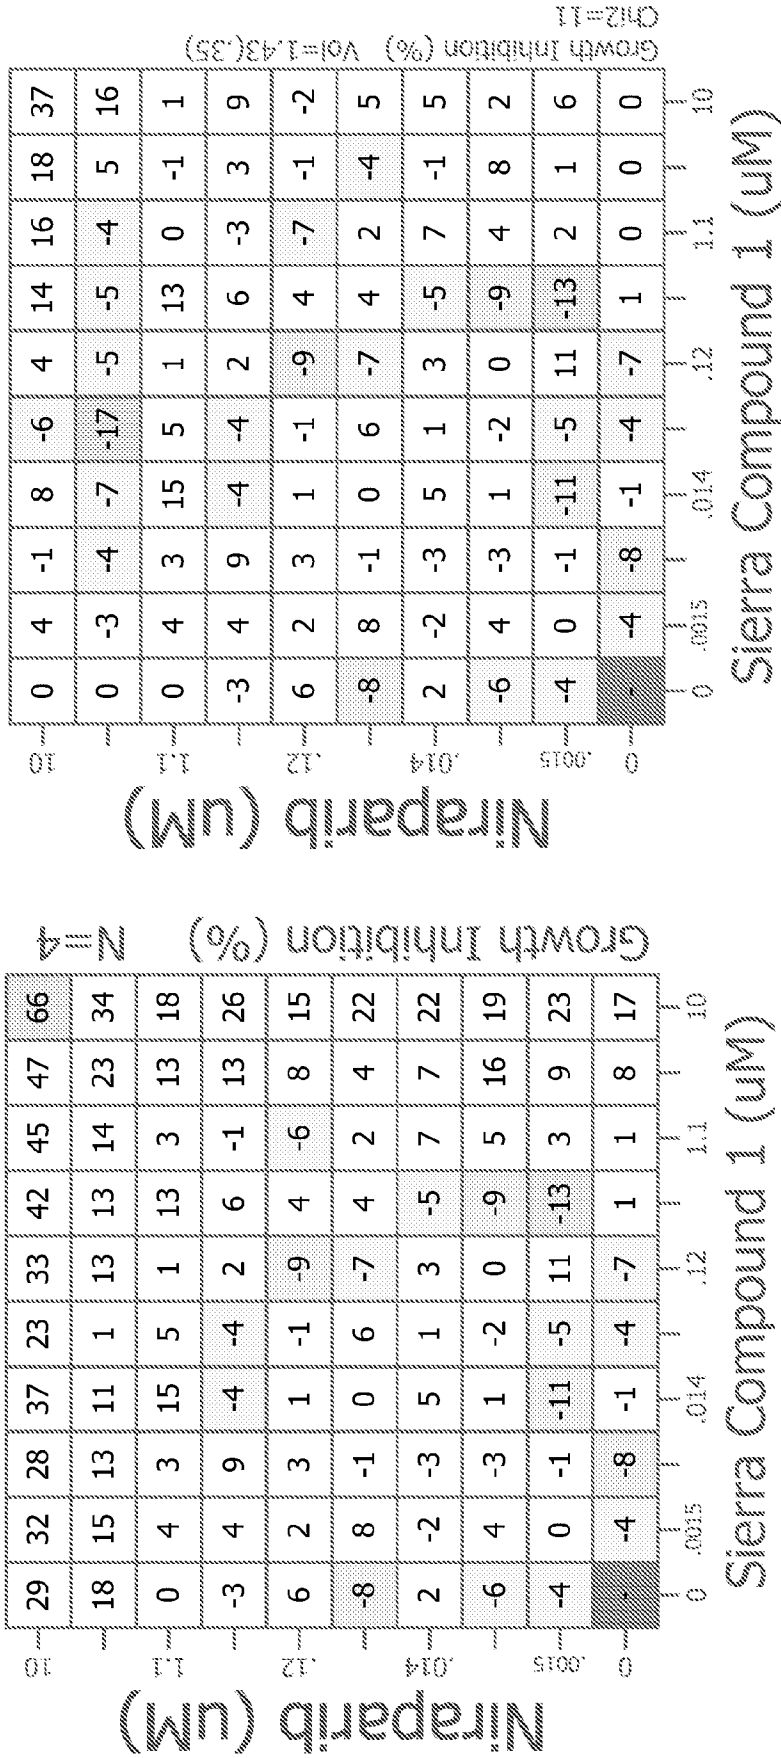 N=4
Growth Inhibition (%)
Niraparib (uM)
10 29 32 28 37 23 33 42 45 47 66
18 15 13 11 1 13 13 14 23 34
1.1 0 4 3 15 5 1 13 3 13 18
-3 4 9 -4 -4 2 6 -1 13 26
.12 6 2 3 1 -1 -9 4 -6 8 15
-8 8 -1 0 6 -7 4 2 4 22
.014 2 -2 -3 5 1 3 -5 7 7 22
-6 4 -3 1 -2 0 -9 5 16 19
.0015 -4 0 -1 -11 -5 11 -13 3 9 23
0 - -4 -8 -1 -4 -7 1 1 8 17
0 .0015 .014 .12 1.1 10
Sierra Compound 1 (uM)
Growth Inhibition (%) Vol=1.43(.35)
Chi2=11
Niraparib (uM)
10 0 4 -1 8 -6 4 14 16 18 37
0 -3 -4 -7 -17 -5 -5 -4 5 16
1.1 0 4 3 15 5 1 13 0 -1 1
-3 4 9 -4 -4 2 6 -3 3 9
.12 6 2 3 1 -1 -9 4 -7 -1 -2
-8 8 -1 0 6 -7 4 2 -4 5
.014 2 -2 -3 5 1 3 -5 7 -1 5
-6 4 -3 1 -2 0 -9 4 8 2
.0015 -4 0 -1 -11 -5 11 -13 2 1 6
0 - -4 -8 -1 -4 -7 1 0 0 0
0 .0015 .014 .12 1.1 10
Sierra Compound 1 (uM)